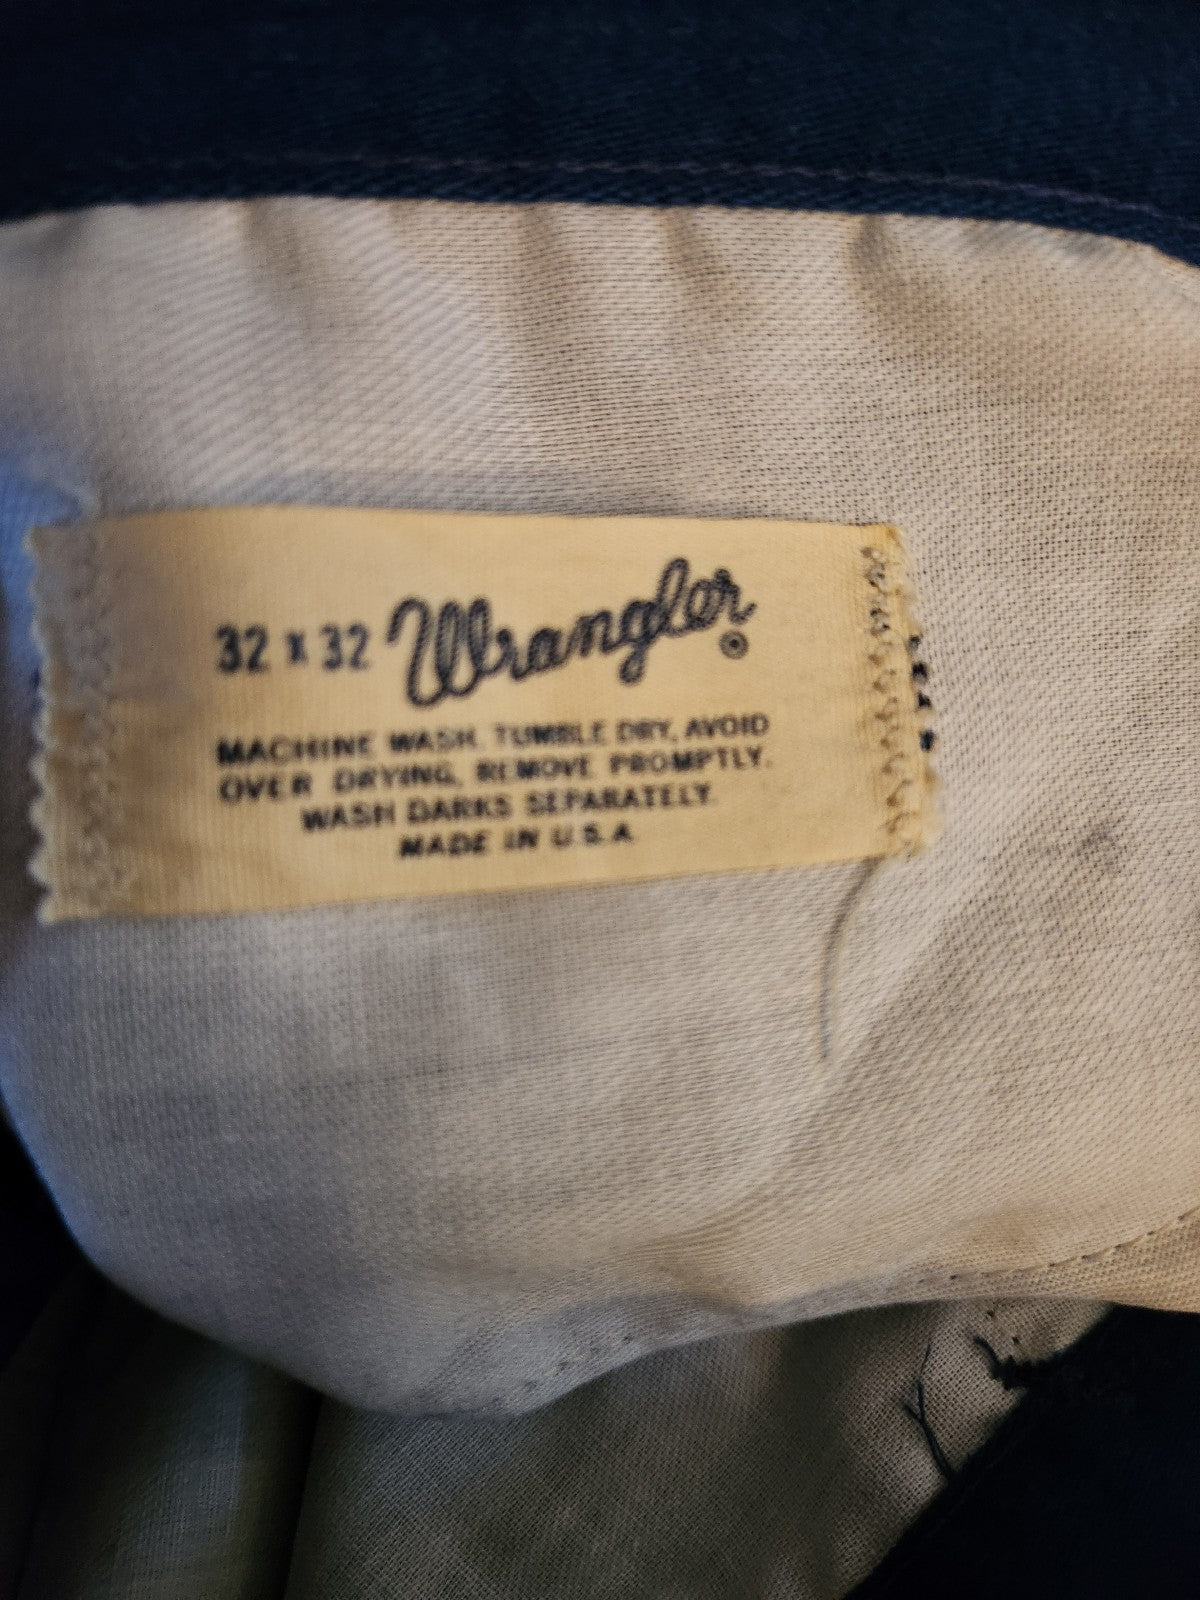 32 x 32 Wrangler ®
MACHINE WASH, TUMBLE DRY, AVOID
OVER DRYING, REMOVE PROMPTLY.
WASH DARKS SEPARATELY.
MADE IN U.S.A.